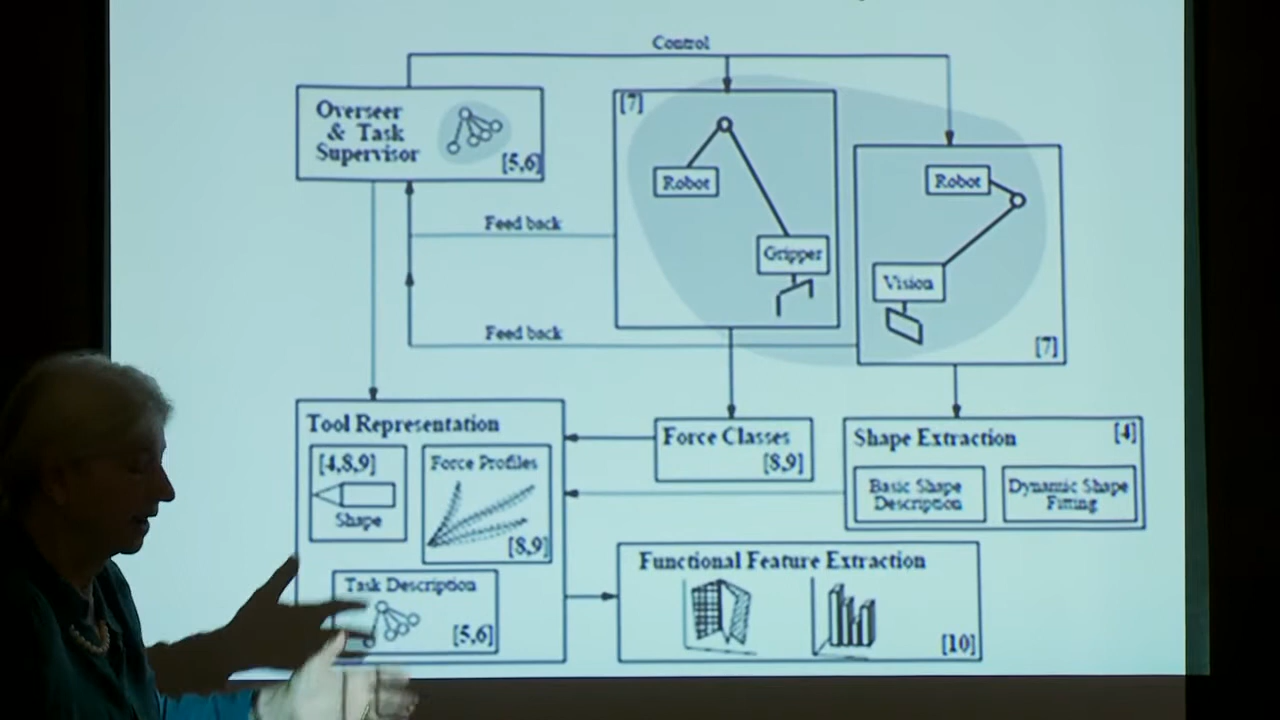 Control
Overseer
& Task
Supervisor
[5,6]
[7]
Robot
Gripper
Robot
Vision
[7]
Feed back
Feed back
Tool Representation
[4,8,9]
Shape
Force Profiles
[8,9]
Task Description
[5,6]
Force Classes
[8,9]
Shape Extraction
[4]
Basic Shape
Description
Dynamic Shape
Fitting
Functional Feature Extraction
[10]